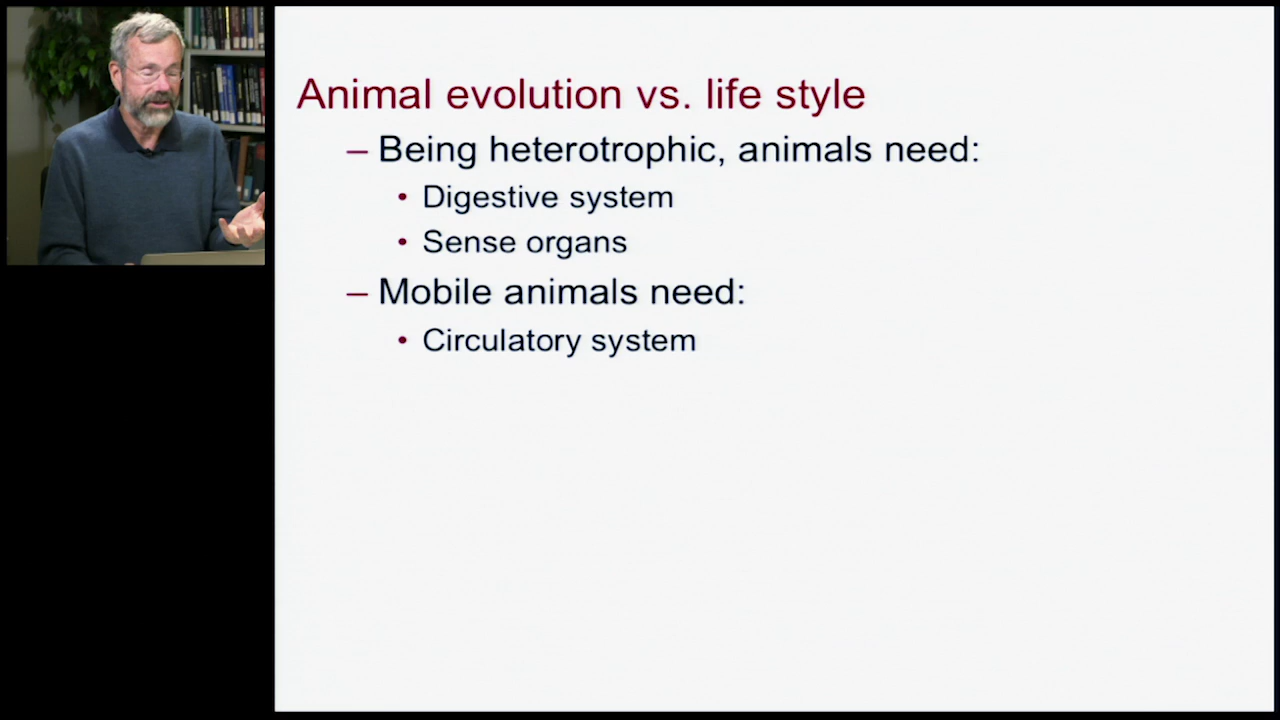 Animal evolution vs. life style
– Being heterotrophic, animals need:
• Digestive system
• Sense organs
– Mobile animals need:
• Circulatory system